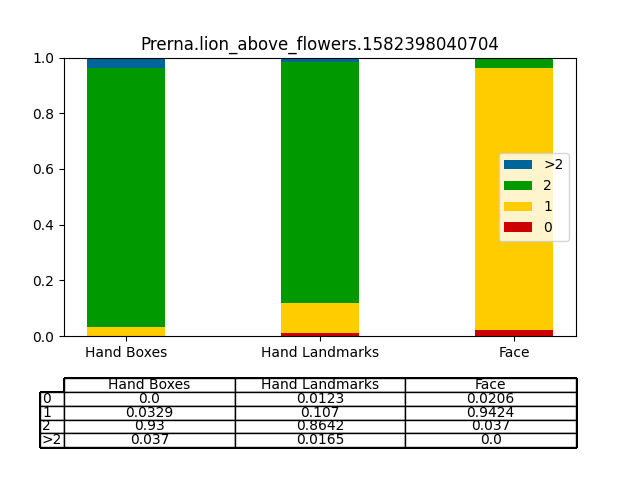 Prerna.lion_above_flowers.1582398040704
1.0
0.8
0.6
0.4
0.2
0.0
>2
2
1
0
Hand Boxes Hand Landmarks Face
Hand Boxes Hand Landmarks Face
0 0.0 0.0123 0.0206
1 0.0329 0.107 0.9424
2 0.93 0.8642 0.037
>2 0.037 0.0165 0.0